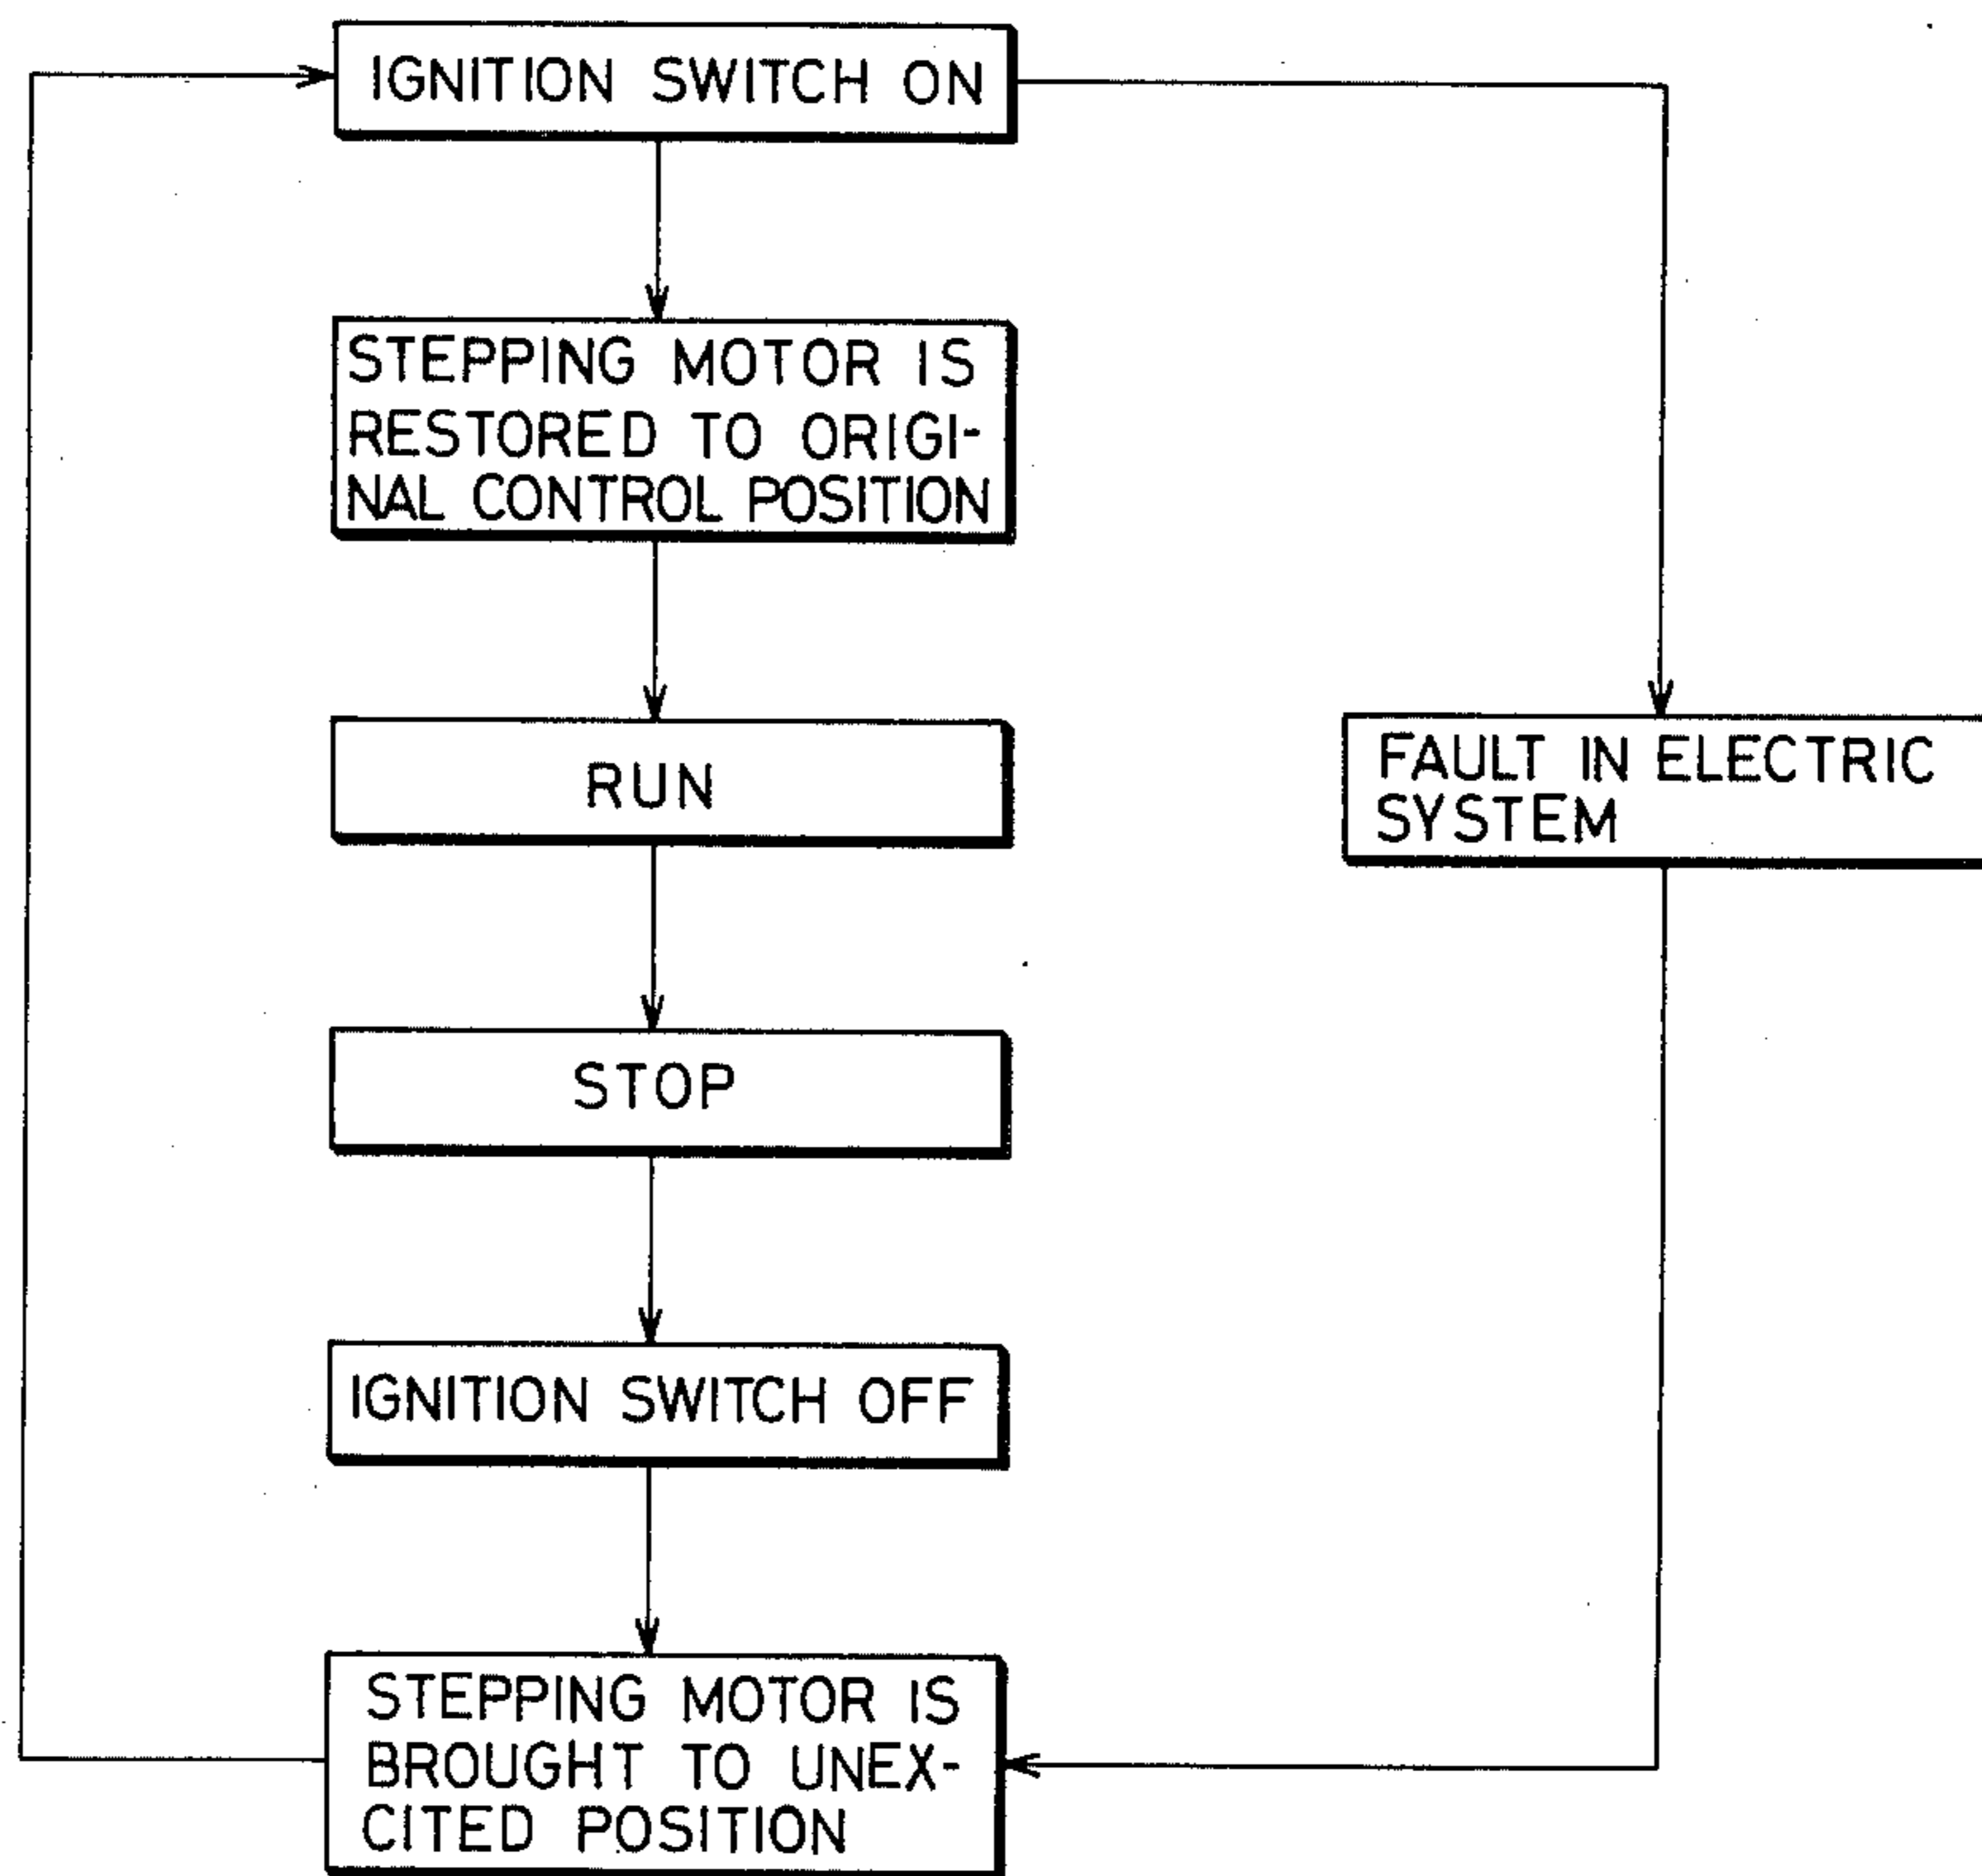 IGNITION SWITCH ON
STEPPING MOTOR IS
RESTORED TO ORIGI-
NAL CONTROL POSITION
RUN
FAULT IN ELECTRIC
SYSTEM
STOP
IGNITION SWITCH OFF
STEPPING MOTOR IS
BROUGHT TO UNEX-
CITED POSITION